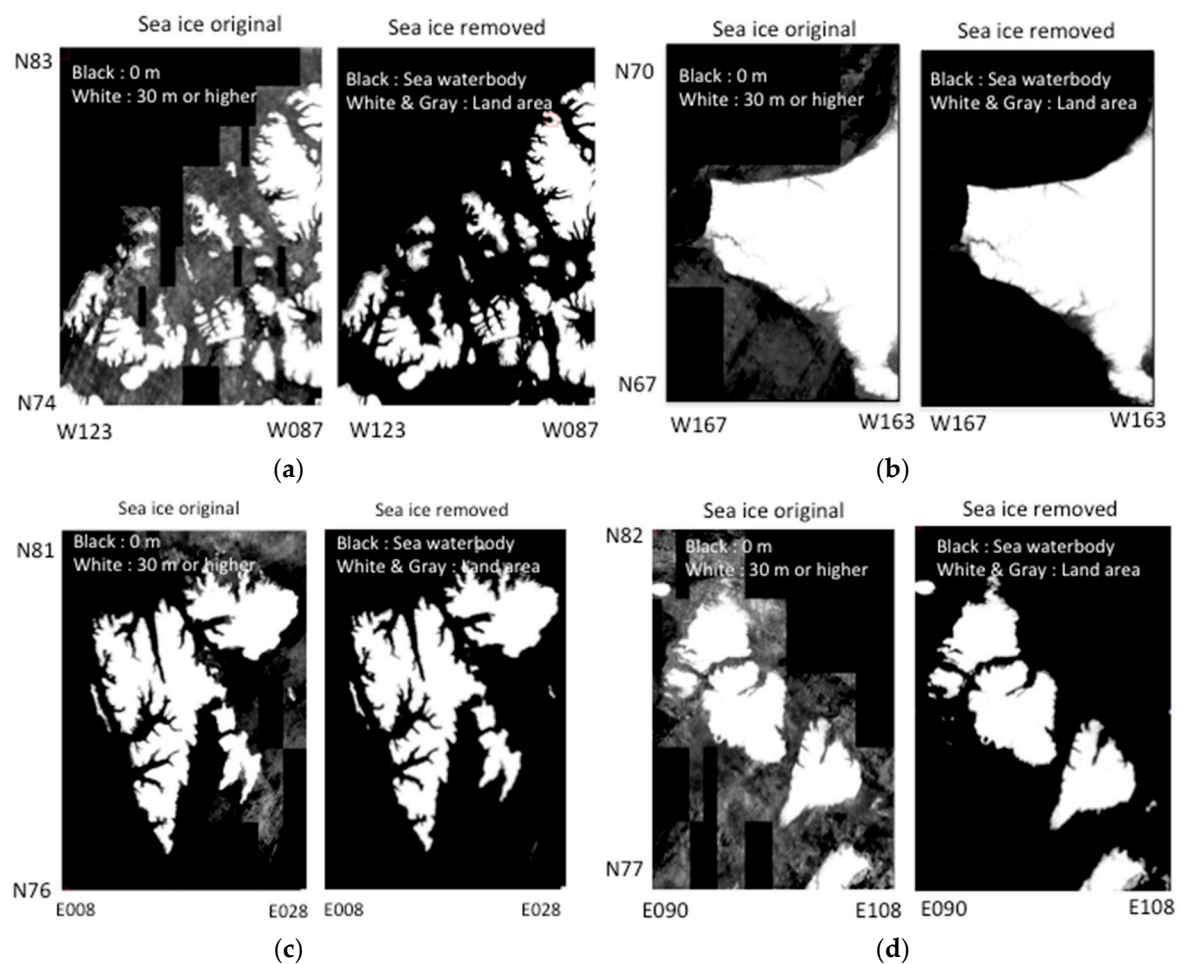 Sea ice original
Sea ice removed
N83
Black : 0 m
White : 30 m or higher
Black : Sea waterbody
White & Gray : Land area
N74
W123
W087
W123
W087
(a)
Sea ice original
Sea ice removed
N70
Black : 0 m
White : 30 m or higher
Black : Sea waterbody
White & Gray : Land area
N67
W167
W163
W167
W163
(b)
Sea ice original
Sea ice removed
N81
Black : 0 m
White : 30 m or higher
Black : Sea waterbody
White & Gray : Land area
N76
E008
E028
E008
E028
(c)
Sea ice original
Sea ice removed
N82
Black : 0 m
White : 30 m or higher
Black : Sea waterbody
White & Gray : Land area
N77
E090
E108
E090
E108
(d)